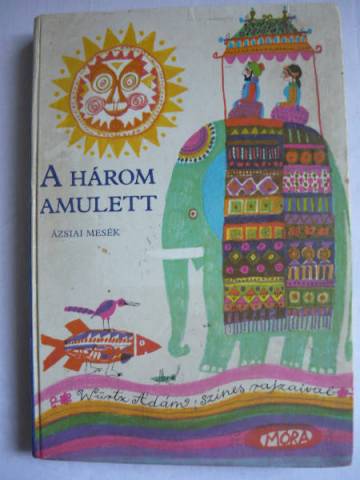 A HÁROM
AMULETT
ÁZSIAI MESÉK
Würtz Ádám színes rajzaival
MÓRA